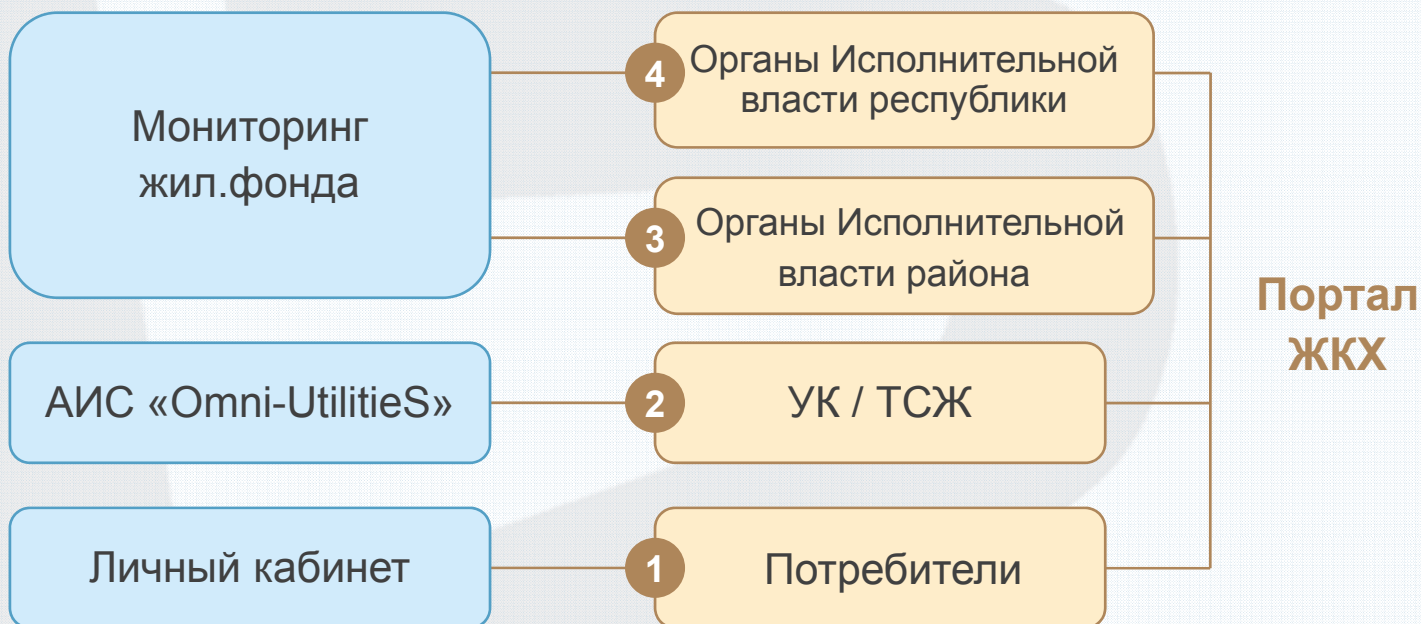 Мониторинг
жил.фонда
4
Органы Исполнительной
власти республики
3
Органы Исполнительной
власти района
АИС «Omni-UtilitieS»
2
УК / ТСЖ
Личный кабинет
1
Потребители
Портал
ЖКХ